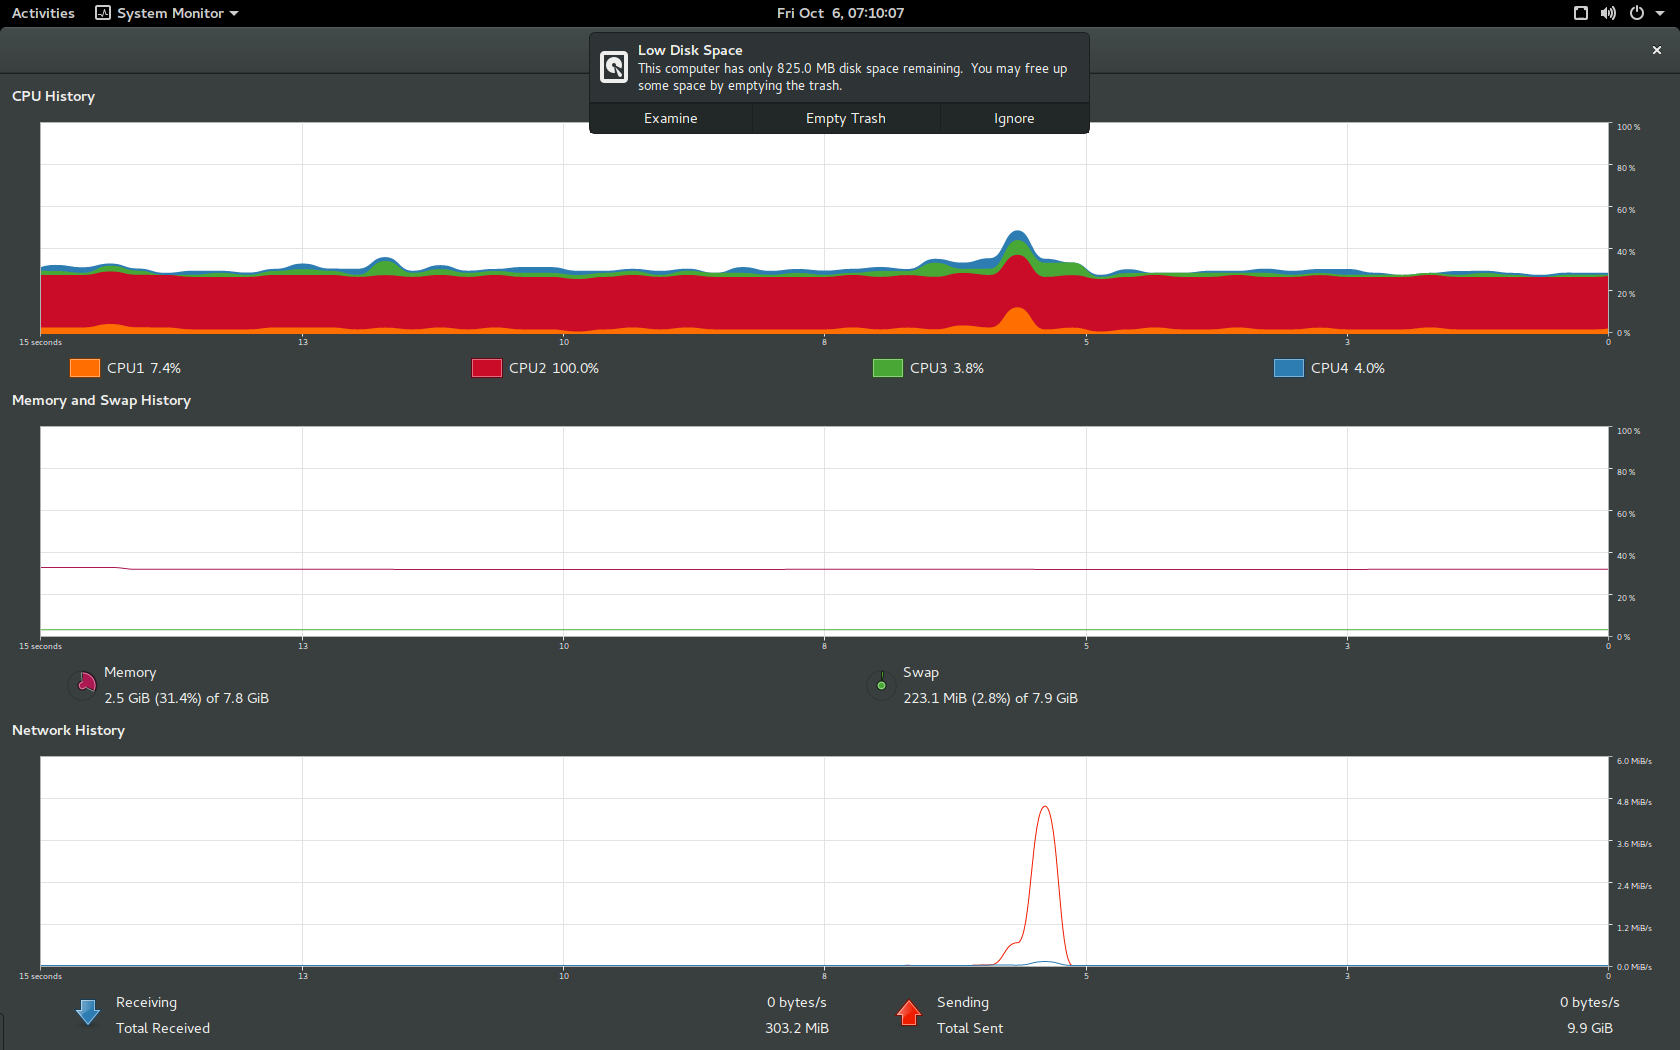 Activities System Monitor Fri Oct 6, 07:10:07
Low Disk Space
This computer has only 825.0 MB disk space remaining. You may free up
some space by emptying the trash.
Examine Empty Trash Ignore
CPU History
100 %
80 %
60 %
40 %
20 %
0 %
15 seconds 13 10 8 5 3 0
CPU1 7.4% CPU2 100.0% CPU3 3.8% CPU4 4.0%
Memory and Swap History
100 %
80 %
60 %
40 %
20 %
0 %
15 seconds 13 10 8 5 3 0
Memory Swap
2.5 GiB (31.4%) of 7.8 GiB 223.1 MiB (2.8%) of 7.9 GiB
Network History
6.0 MiB/s
4.8 MiB/s
3.6 MiB/s
2.4 MiB/s
1.2 MiB/s
0.0 MiB/s
15 seconds 13 10 8 5 3 0
Receiving 0 bytes/s Sending 0 bytes/s
Total Received 303.2 MiB Total Sent 9.9 GiB